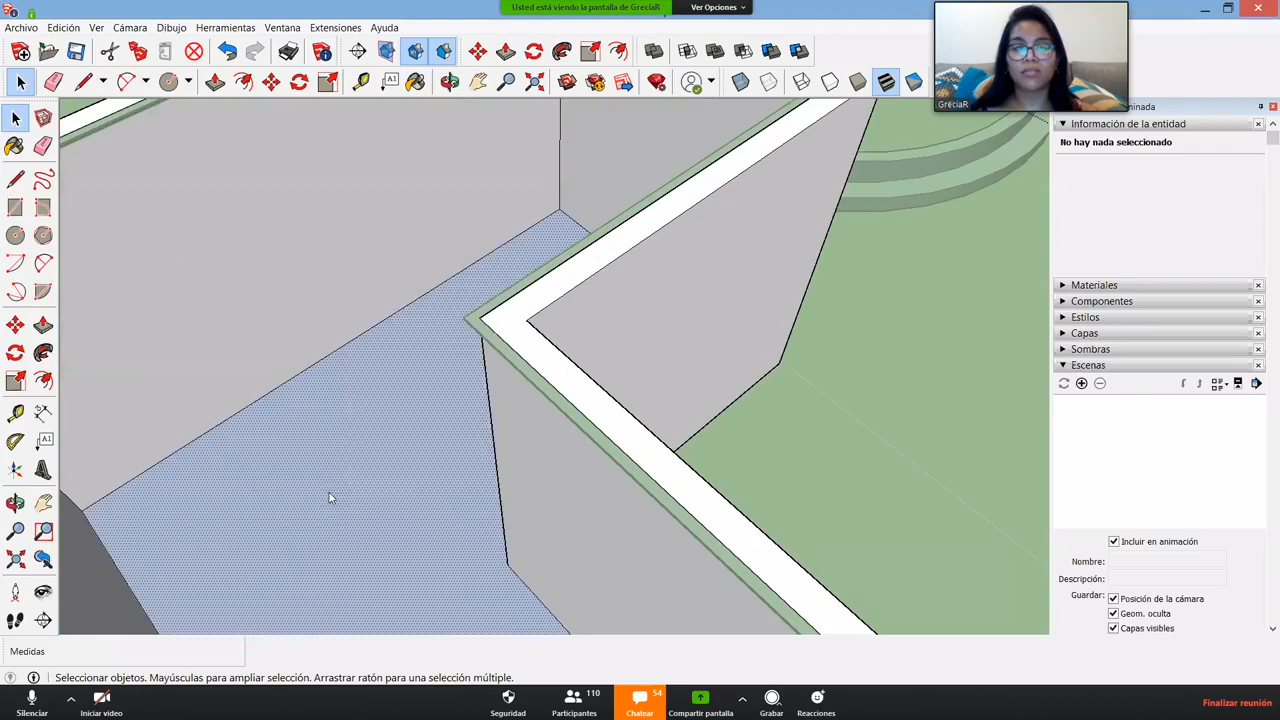 Usted está viendo la pantalla de GreciaR
Ver Opciones
Archivo Edición Ver Cámara Dibujo Herramientas Ventana Extensiones Ayuda
GreciaR
minada
Información de la entidad
No hay nada seleccionado
Materiales
Componentes
Estilos
Capas
Sombras
Escenas
Incluir en animación
Nombre:
Descripción:
Guardar:
Posición de la cámara
Geom. oculta
Capas visibles
Medidas
Seleccionar objetos. Mayúsculas para ampliar selección. Arrastrar ratón para una selección múltiple.
Silenciar
Iniciar video
Seguridad
110
Participantes
54
Chatear
Compartir pantalla
Grabar
Reacciones
Finalizar reunión